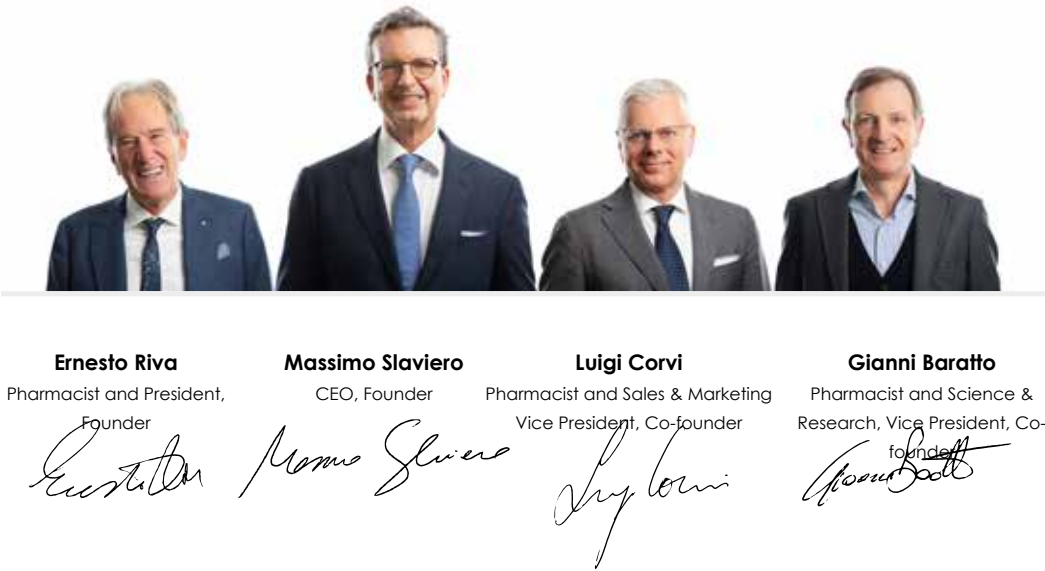 Ernesto Riva
Pharmacist and President,
Founder
Massimo Slaviero
CEO, Founder
Luigi Corvi
Pharmacist and Sales & Marketing
Vice President, Co-founder
Gianni Baratto
Pharmacist and Science &
Research, Vice President, Co-
founder